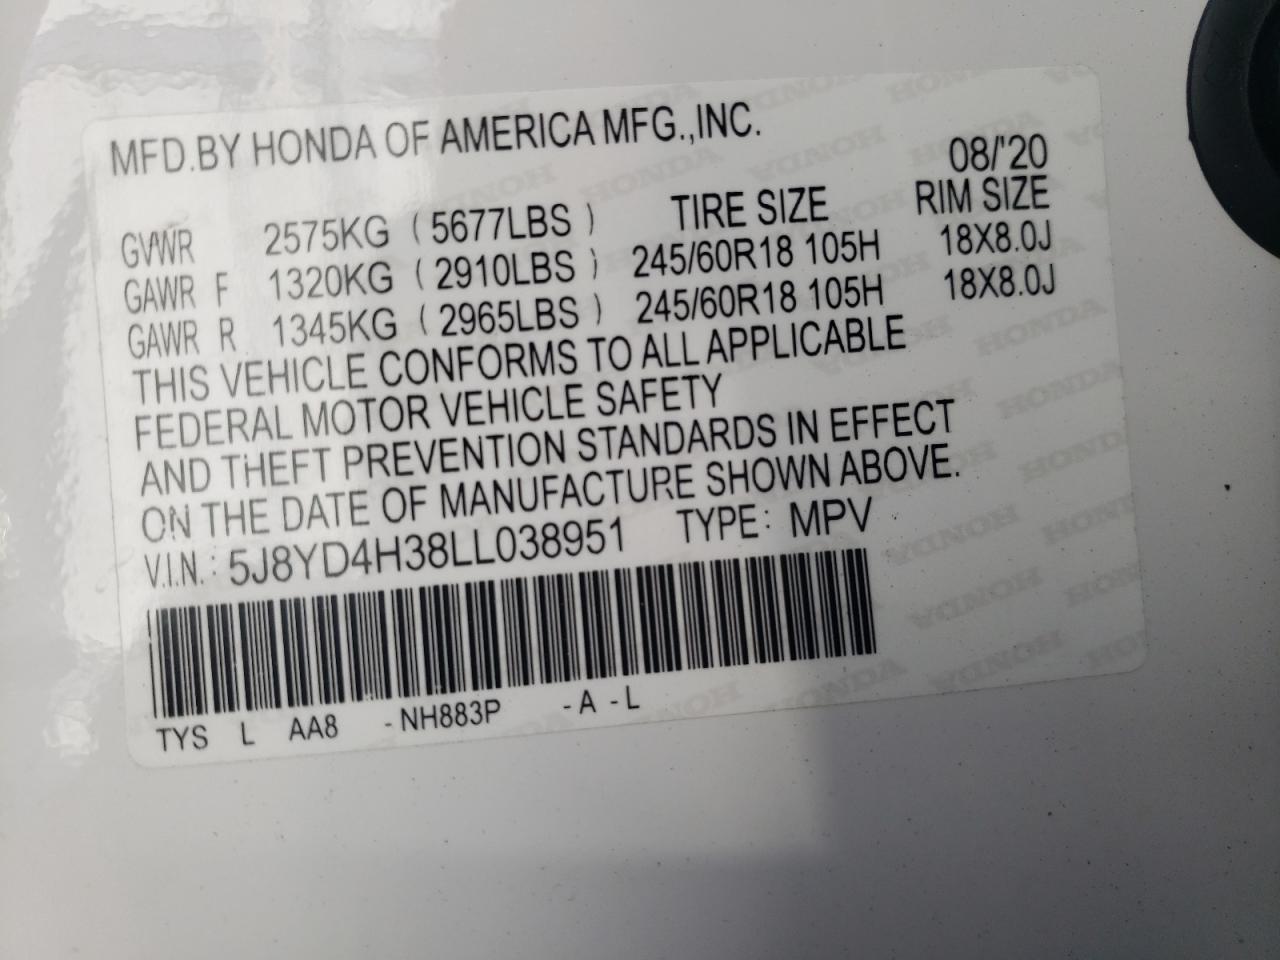 MFD.BY HONDA OF AMERICA MFG.,INC.
08/'20
GVWR 2575KG ( 5677LBS ) TIRE SIZE RIM SIZE
GAWR F 1320KG ( 2910LBS ) 245/60R18 105H 18X8.0J
GAWR R 1345KG ( 2965LBS ) 245/60R18 105H 18X8.0J
THIS VEHICLE CONFORMS TO ALL APPLICABLE
FEDERAL MOTOR VEHICLE SAFETY
AND THEFT PREVENTION STANDARDS IN EFFECT
ON THE DATE OF MANUFACTURE SHOWN ABOVE.
V.I.N.: 5J8YD4H38LL038951 TYPE: MPV
TYS L AA8 -NH883P -A -L